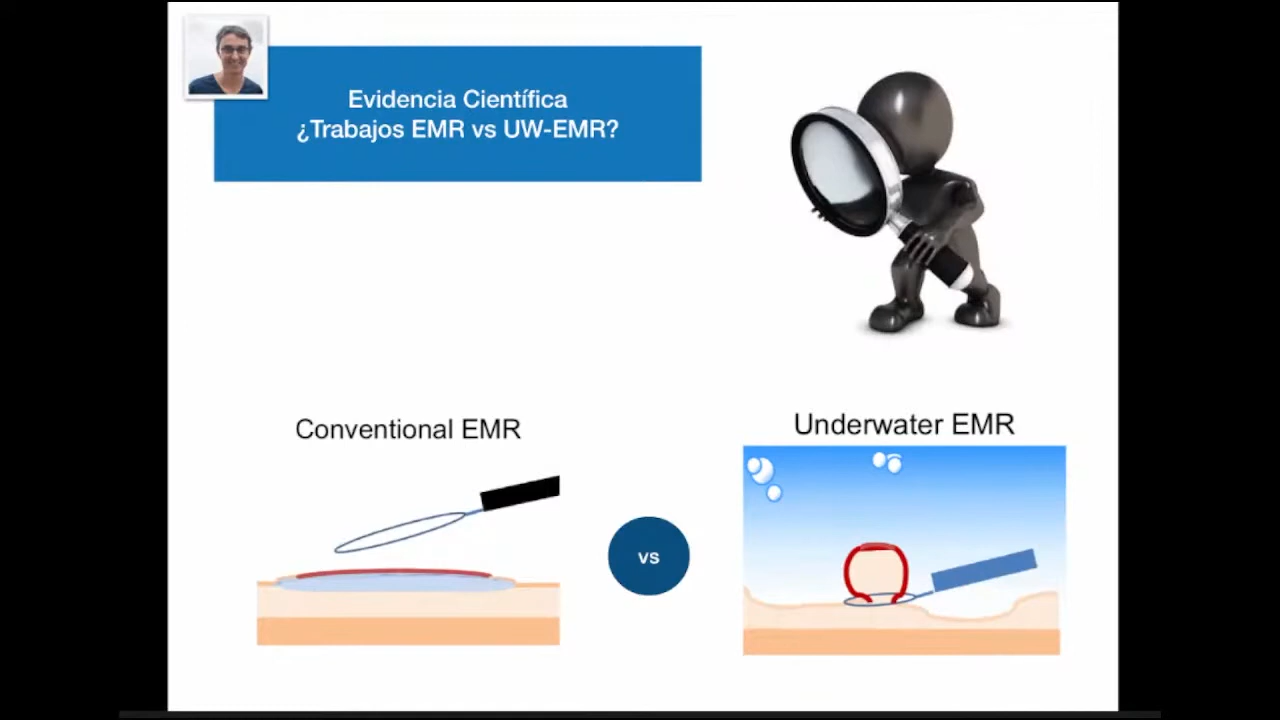 Evidencia Científica
¿Trabajos EMR vs UW-EMR?
Conventional EMR
Underwater EMR
vs